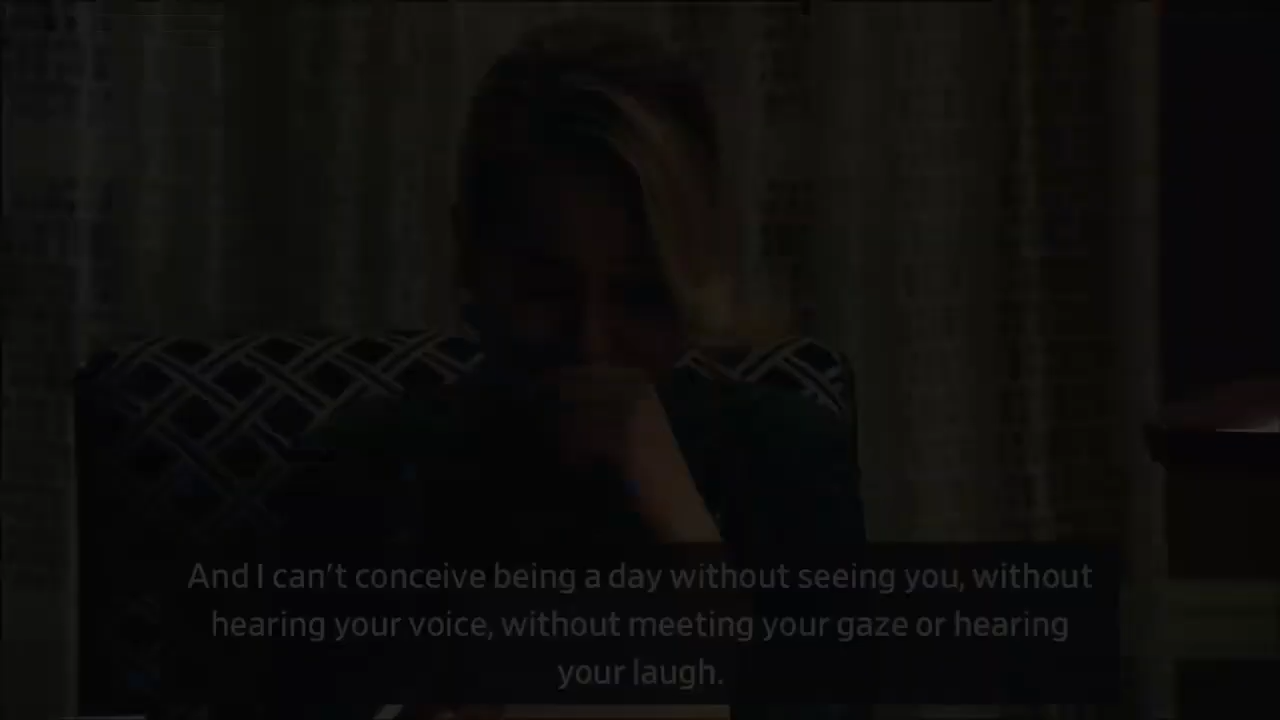 And I can't conceive being a day without seeing you, without
hearing your voice, without meeting your gaze or hearing
your laugh.